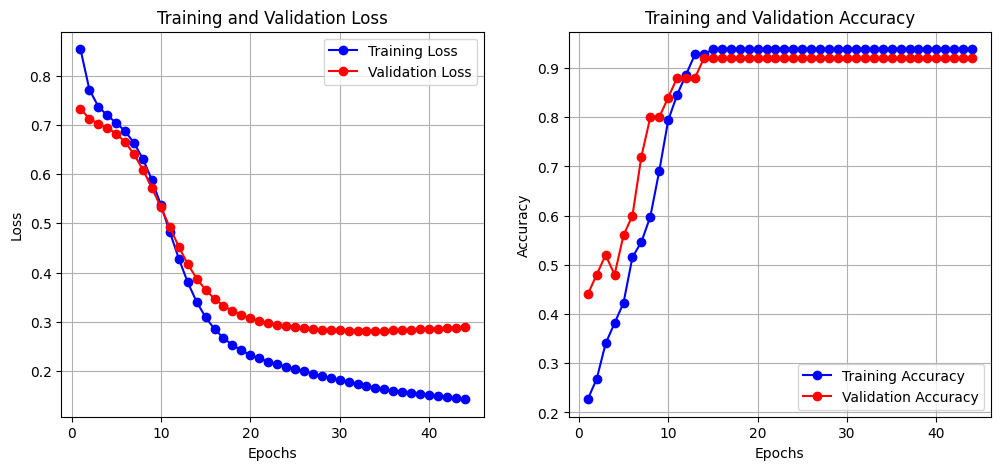 Training and Validation Loss
Training Loss
Validation Loss
0.8
0.7
0.6
0.5
0.4
0.3
0.2
Loss
0
10
20
30
40
Epochs
Training and Validation Accuracy
0.9
0.8
0.7
0.6
0.5
0.4
0.3
0.2
Accuracy
Training Accuracy
Validation Accuracy
0
10
20
30
40
Epochs